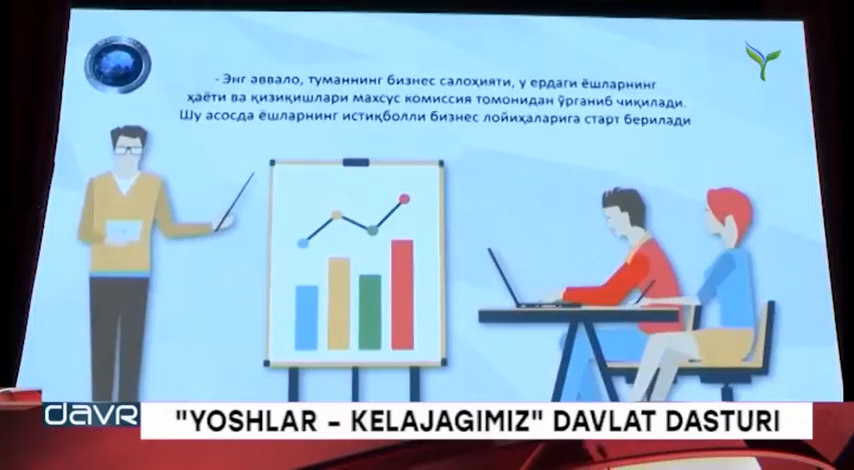 - Энг аввало, туманнинг бизнес салоҳияти, у ердаги ёшларнинг
ҳаёти ва қизиқишлари махсус комиссия томонидан ўрганиб чиқилади.
Шу асосда ёшларнинг истиқболли бизнес лойиҳаларига старт берилади
davr
"YOSHLAR – KELAJAGIMIZ" DAVLAT DASTURI